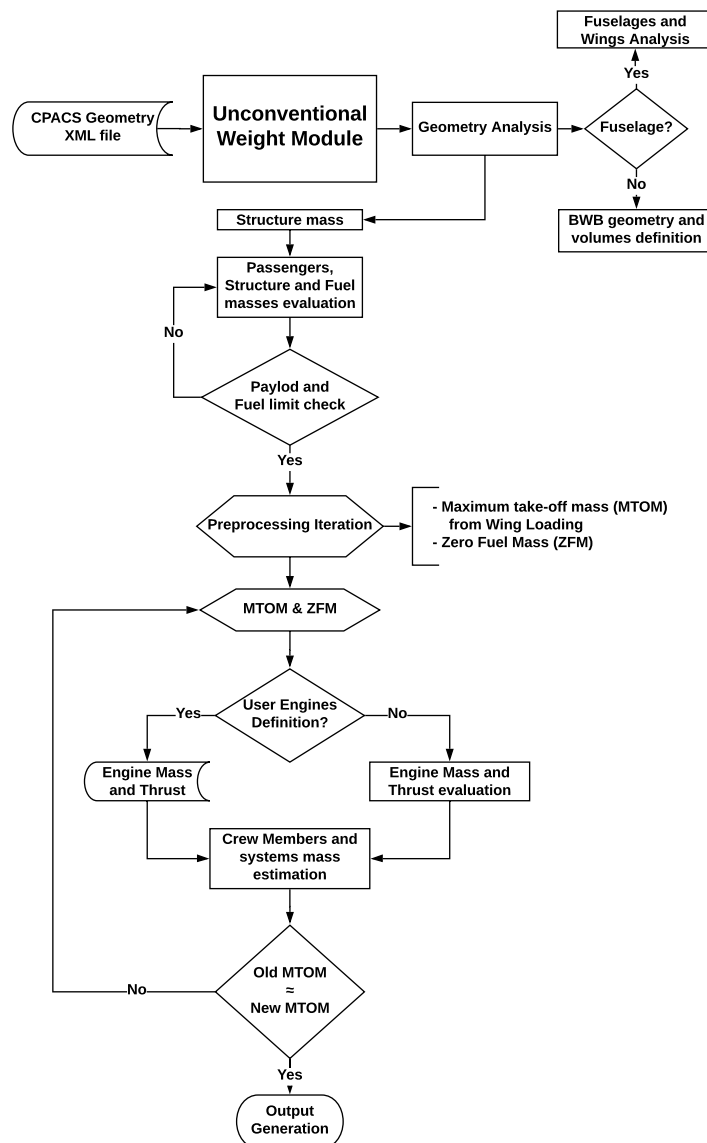 Fuselages and
Wings Analysis
Yes
CPACS Geometry
XML file
Unconventional
Weight Module
Geometry Analysis
Fuselage?
No
BWB geometry and
volumes definition
Structure mass
Passengers,
Structure and Fuel
masses evaluation
No
Paylod and
Fuel limit check
Yes
Preprocessing Iteration
- Maximum take-off mass (MTOM)
from Wing Loading
- Zero Fuel Mass (ZFM)
MTOM & ZFM
User Engines
Definition?
Yes
No
Engine Mass
and Thrust
Engine Mass and
Thrust evaluation
Crew Members and
systems mass
estimation
Old MTOM
≈
New MTOM
No
Yes
Output
Generation